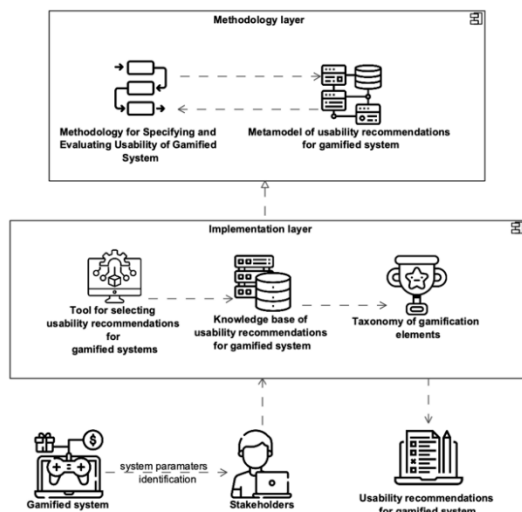 Methodology layer
Methodology for Specifying and
Evaluating Usability of Gamified
System
Metamodel of usability recommendations
for gamified system
Implementation layer
Tool for selecting
usability recommendations
for
gamified systems
Knowledge base of
usability recommendations
for gamified system
Taxonomy of gamification
elements
system paramaters
identification
Gamified system
Stakeholders
Usability recommendations
for gamified system